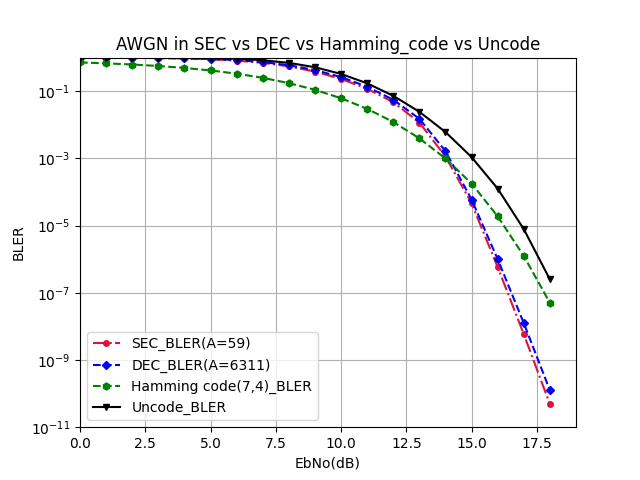 AWGN in SEC vs DEC vs Hamming_code vs Uncode
10⁻¹
10⁻³
10⁻⁵
10⁻⁷
10⁻⁹
10⁻¹¹
BLER
SEC_BLER(A=59)
DEC_BLER(A=6311)
Hamming code(7,4)_BLER
Uncode_BLER
0.0 2.5 5.0 7.5 10.0 12.5 15.0 17.5
EbNo(dB)